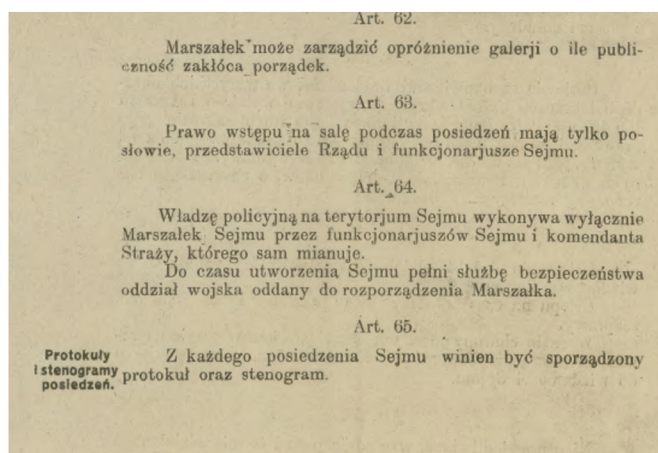 Art. 62.
Marszałek może zarządzić opróżnienie galerji o ile publi-
czność zakłóca porządek.
Art. 63.
Prawo wstępu na salę podczas posiedzeń mają tylko po-
słowie, przedstawiciele Rządu i funkcjonarjusze Sejmu.
Art. 64.
Władzę policyjną na terytorjum Sejmu wykonywa wyłącznie
Marszałek Sejmu przez funkcjonarjuszów Sejmu i komendanta
Straży, którego sam mianuje.
Do czasu utworzenia Sejmu pełni służbę bezpieczeństwa
oddział wojska oddany do rozporządzenia Marszałka.
Art. 65.
Protokuły
i stenogramy
posiedzeń.
Z każdego posiedzenia Sejmu winien być sporządzony
protokuł oraz stenogram.